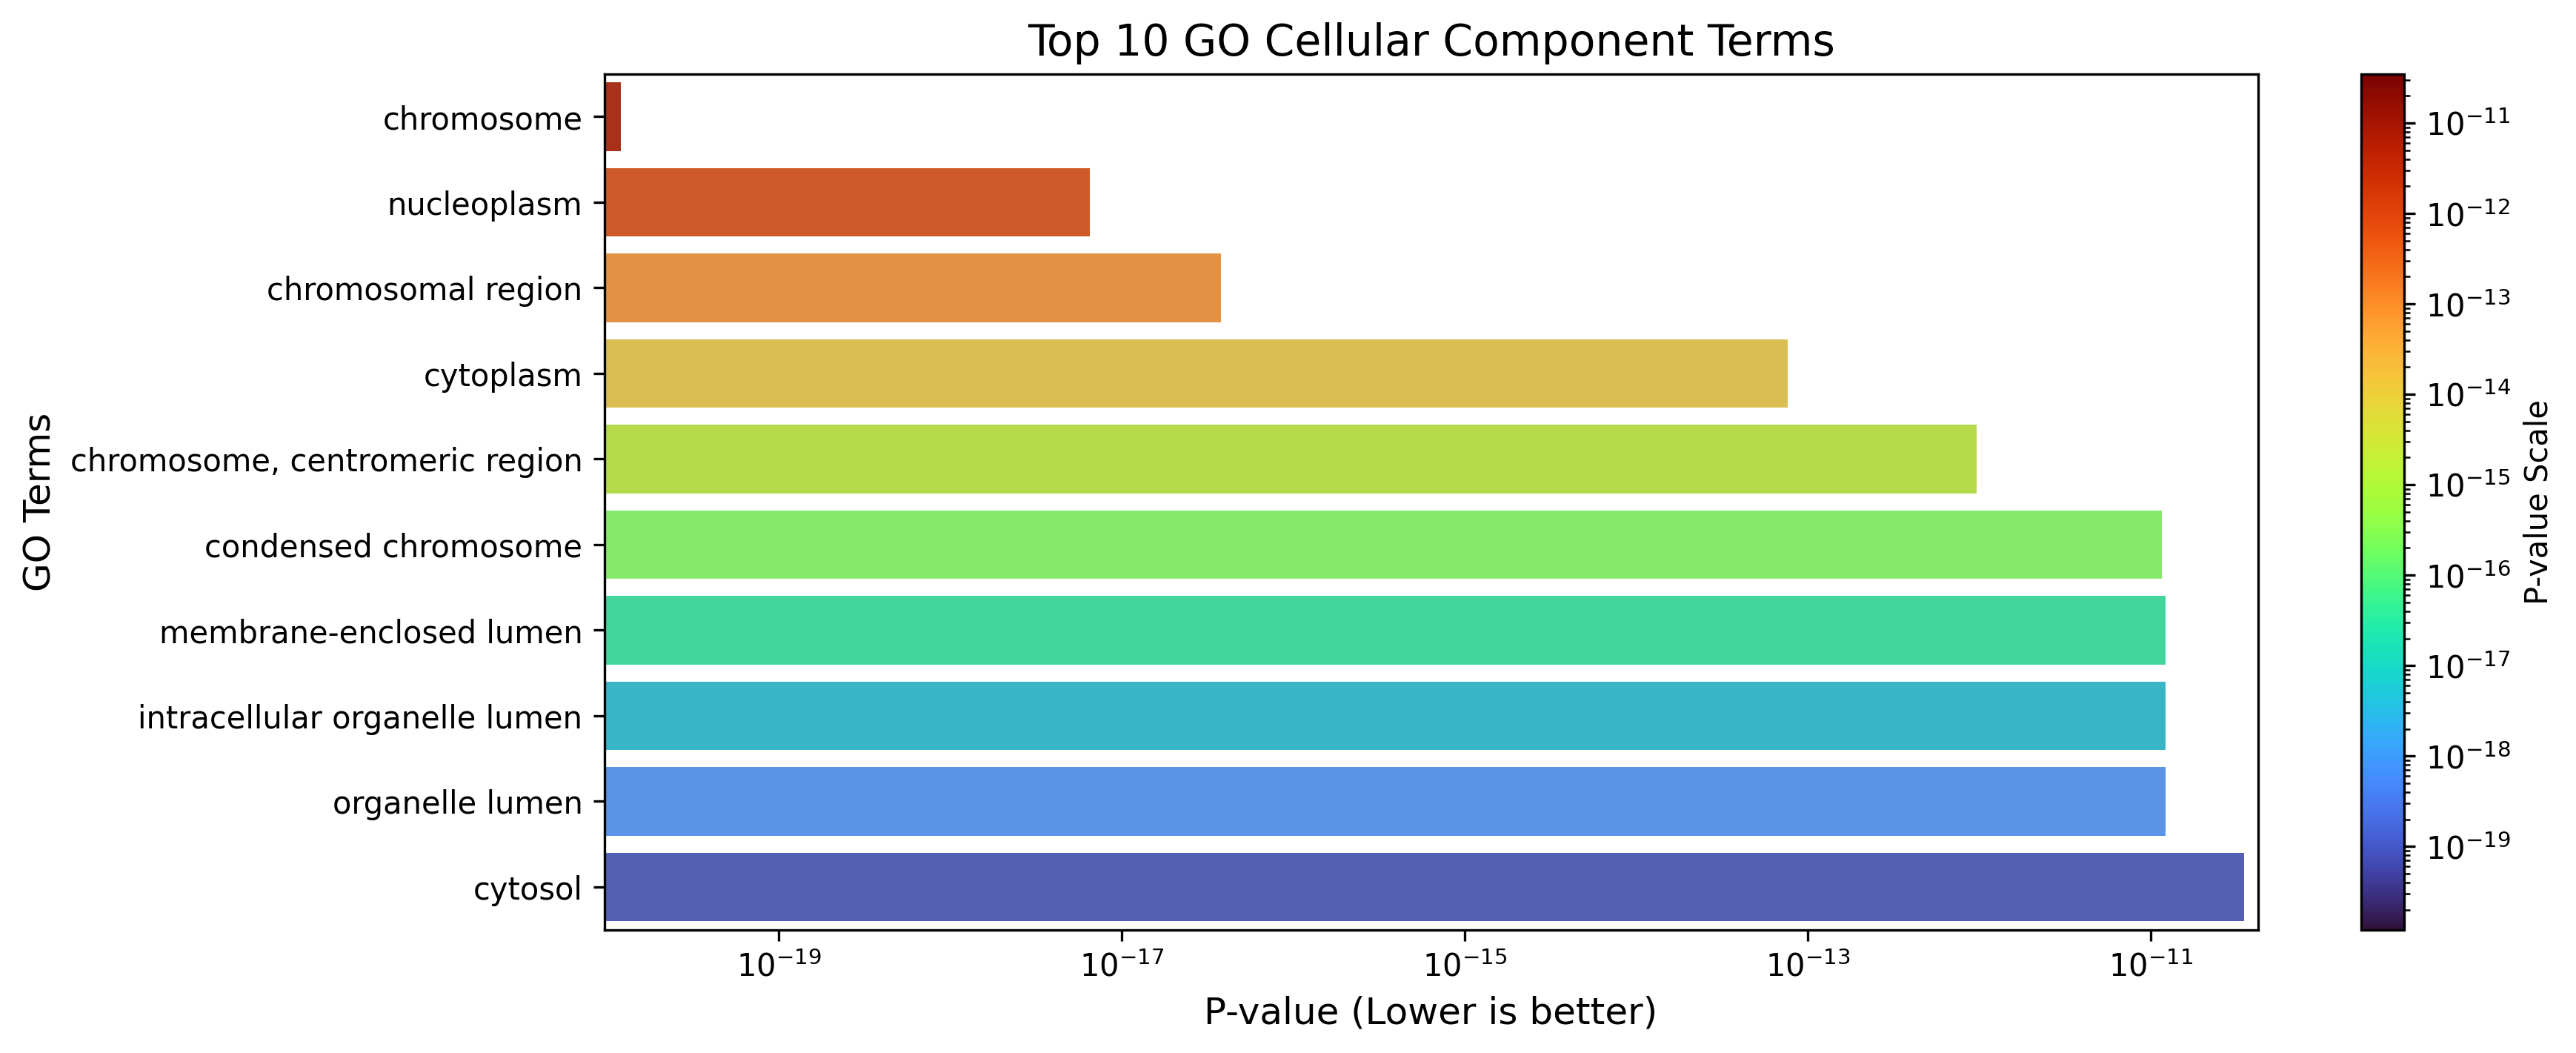 Top 10 GO Cellular Component Terms
GO Terms
chromosome
nucleoplasm
chromosomal region
cytoplasm
chromosome, centromeric region
condensed chromosome
membrane-enclosed lumen
intracellular organelle lumen
organelle lumen
cytosol
10⁻¹⁹
10⁻¹⁷
10⁻¹⁵
10⁻¹³
10⁻¹¹
P-value (Lower is better)
10⁻¹¹
10⁻¹²
10⁻¹³
10⁻¹⁴
10⁻¹⁵
10⁻¹⁶
10⁻¹⁷
10⁻¹⁸
10⁻¹⁹
P-value Scale